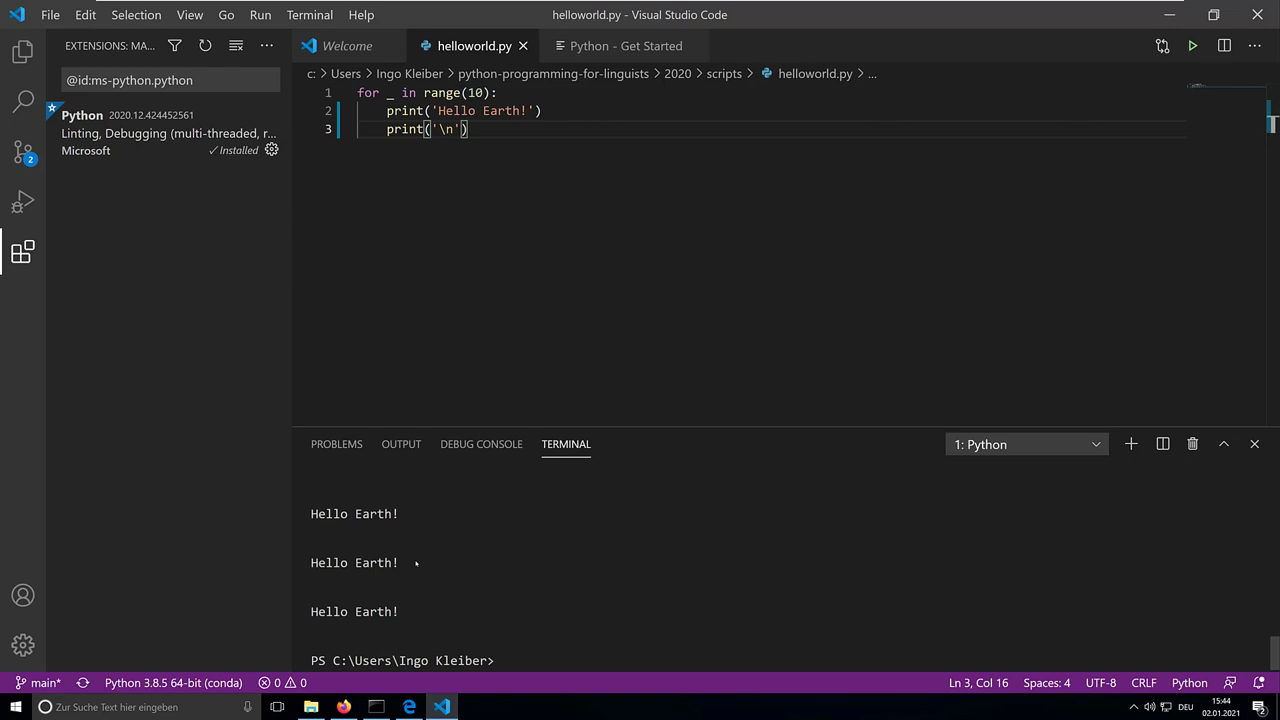 File Edit Selection View Go Run Terminal Help helloworld.py - Visual Studio Code
EXTENSIONS: MA... Welcome helloworld.py Python - Get Started
@id:ms-python.python
c: > Users > Ingo Kleiber > python-programming-for-linguists > 2020 > scripts > helloworld.py > ...
Python 2020.12.424452561
Linting, Debugging (multi-threaded, r...
Microsoft ✓Installed
1 for _ in range(10):
2     print('Hello Earth!')
3     print('\n')
2
PROBLEMS OUTPUT DEBUG CONSOLE TERMINAL 1: Python
Hello Earth!
Hello Earth!
Hello Earth!
PS C:\Users\Ingo Kleiber>
main* Python 3.8.5 64-bit (conda) 0 0 Ln 3, Col 16 Spaces: 4 UTF-8 CRLF Python
Zur Suche Text hier eingeben DEU 15:44
02.01.2021 2